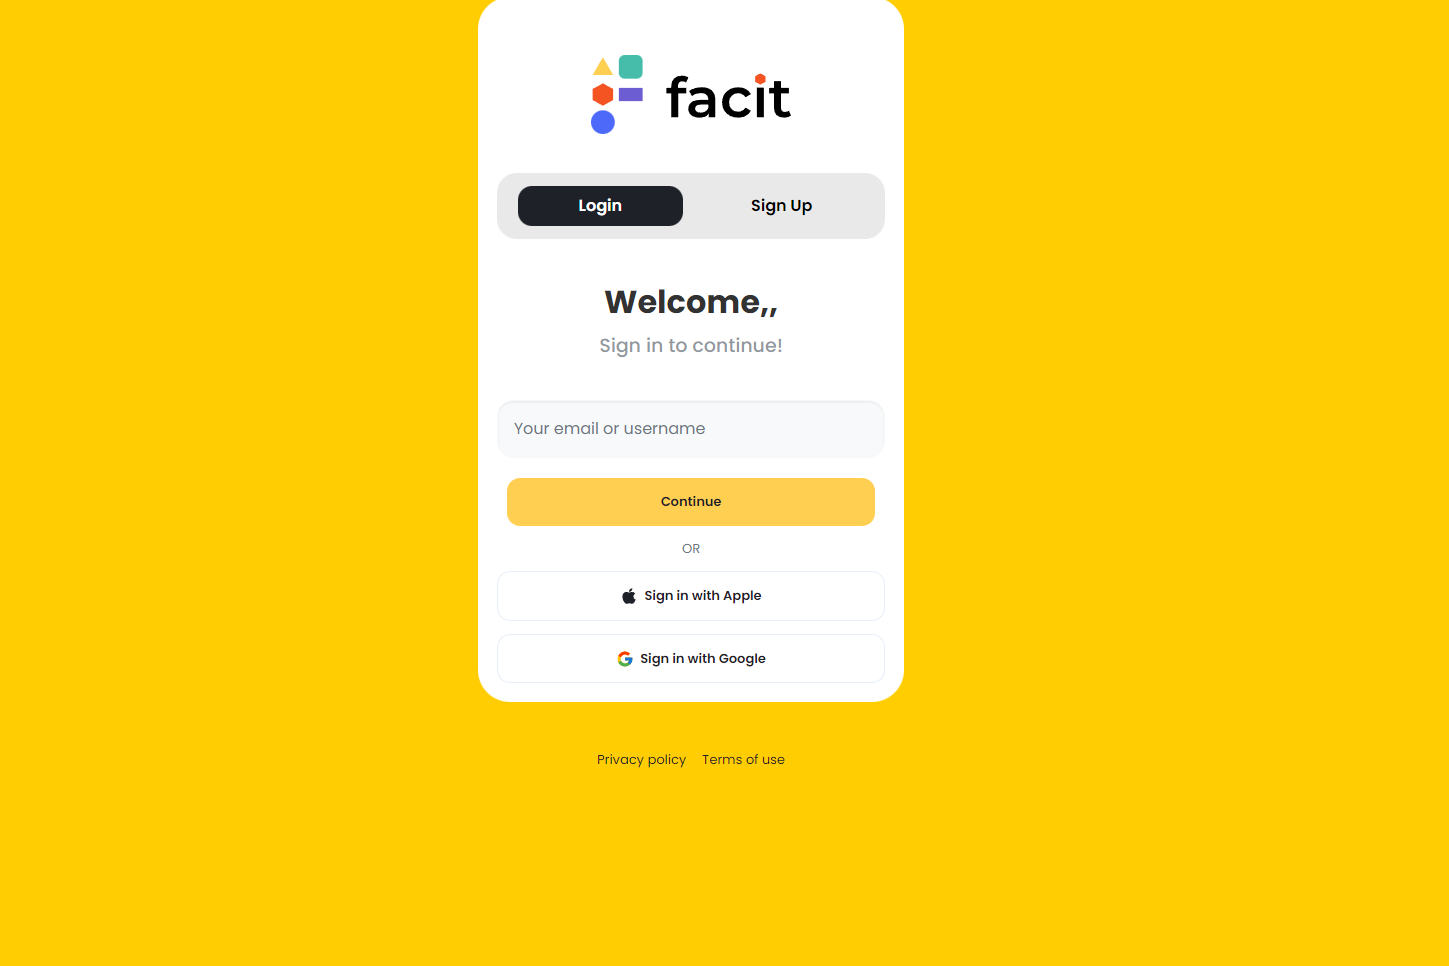 facit
Login Sign Up
Welcome,,
Sign in to continue!
Your email or username
Continue
OR
Sign in with Apple
Sign in with Google
Privacy policy Terms of use